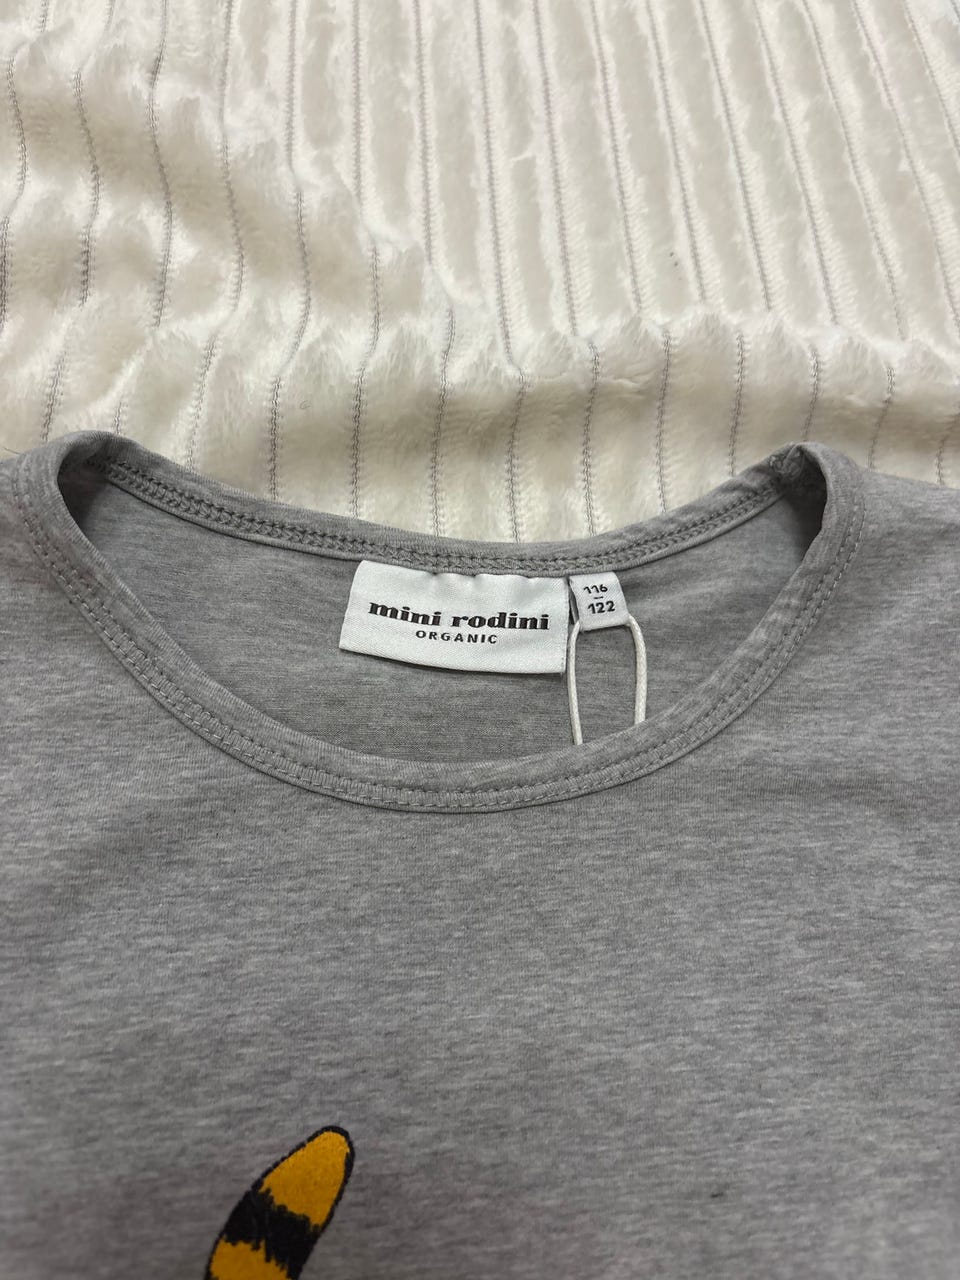 mini rodini
ORGANIC
116
122